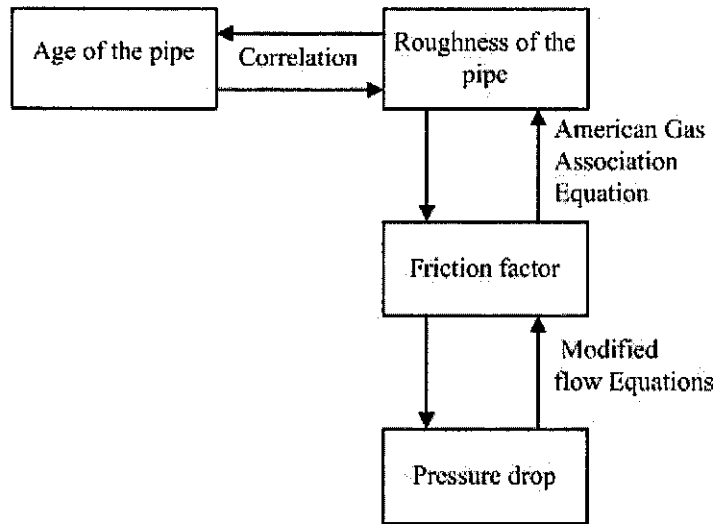 Age of the pipe
Correlation
Roughness of the
pipe
American Gas
Association
Equation
Friction factor
Modified
flow Equations
Pressure drop